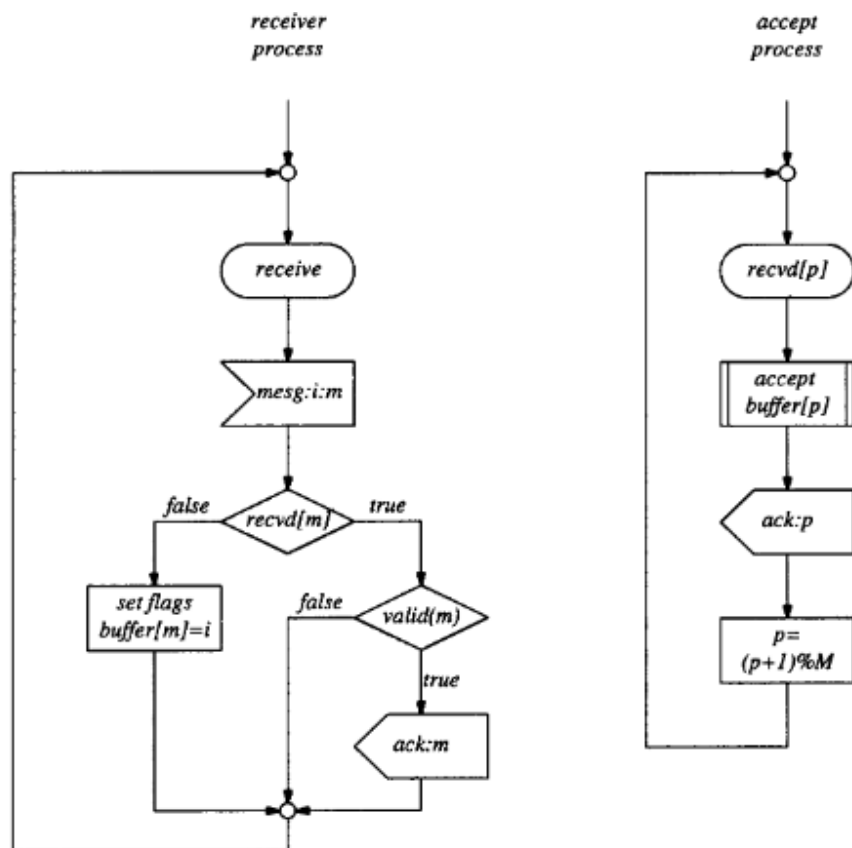 receiver
process
receive
mesg:i:m
recvd[m]
false
true
set flags
buffer[m]=i
valid(m)
false
true
ack:m
accept
process
recvd[p]
accept
buffer[p]
ack:p
p=
(p+1)%M